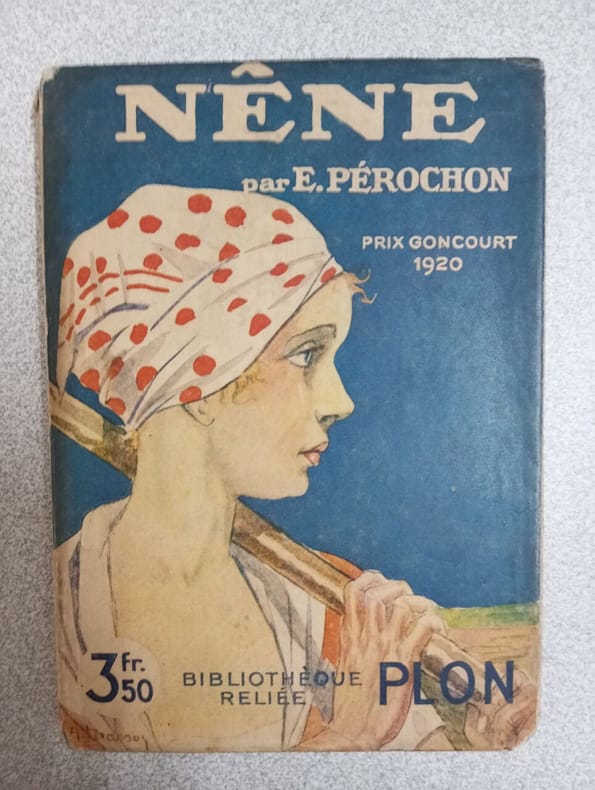 NÊNE
par E. PÉROCHON
PRIX GONCOURT
1920
3 Fr. 50
BIBLIOTHÈQUE
RELIÉE
PLON